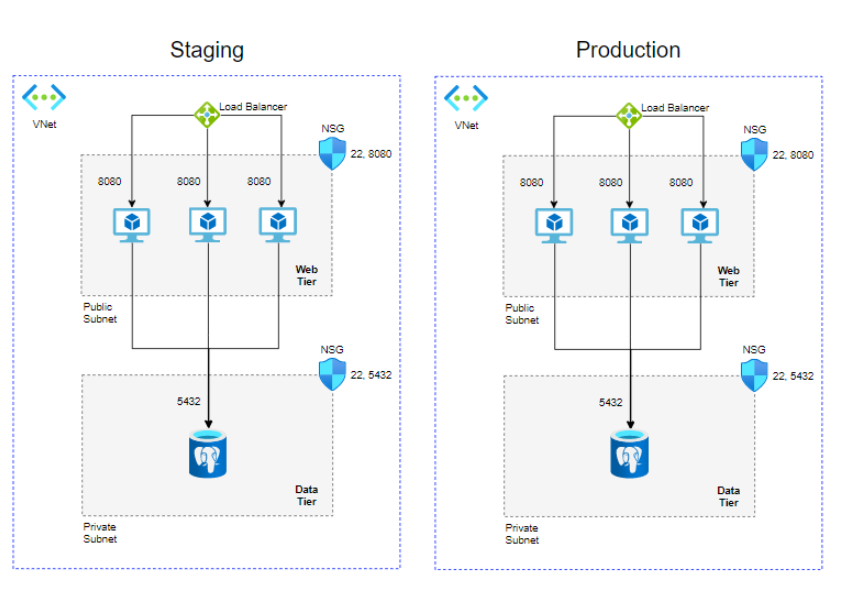 Staging
VNet
Load Balancer
NSG
22, 8080
8080
8080
8080
Web
Tier
Public
Subnet
NSG
22, 5432
5432
Data
Tier
Private
Subnet
Production
VNet
Load Balancer
NSG
22, 8080
8080
8080
8080
Web
Tier
Public
Subnet
NSG
22, 5432
5432
Data
Tier
Private
Subnet